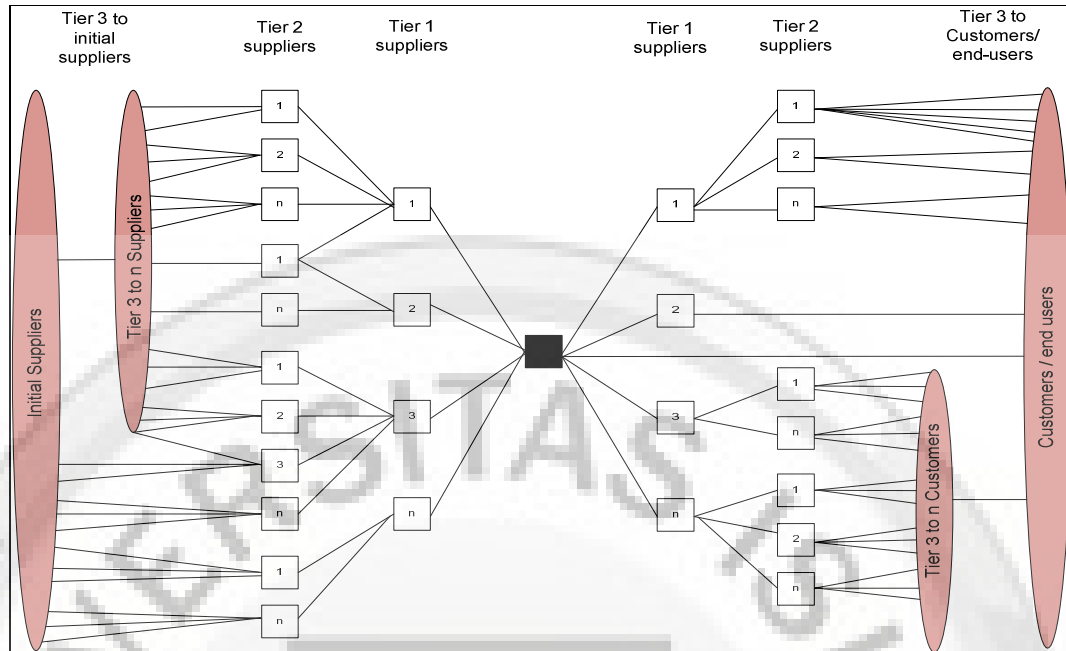 Tier 3 to
initial
suppliers
Tier 2
suppliers
Tier 1
suppliers
Tier 1
suppliers
Tier 2
suppliers
Tier 3 to
Customers/
end-users
Initial Suppliers
Tier 3 to n Suppliers
1
2
n
1
n
1
2
3
n
1
n
1
2
3
n
1
2
3
n
1
2
n
1
n
1
2
n
Tier 3 to n Customers
Customers / end users
ERSITAS